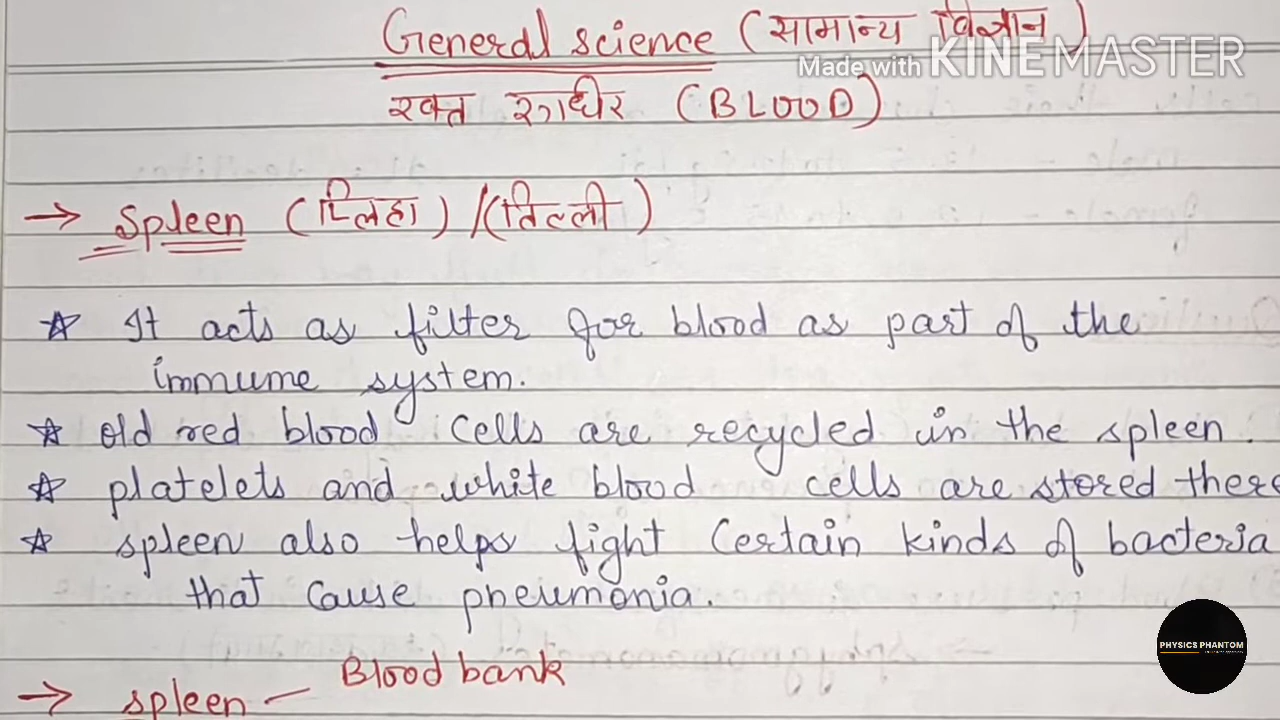 General science (सामान्य विज्ञान)
Made with KINEMASTER
रक्त (BLOOD)
→ Spleen (प्लिहा) / (तिल्ली)
☆ It acts as filter for blood as part of the
immume system.
☆ old red blood cells are recycled in the spleen.
☆ platelets and white blood cells are stored there
☆ spleen also helps fight certain kinds of bacteria
that cause pneumonia.
PHYSICS PHANTOM
→ spleen – Blood bank